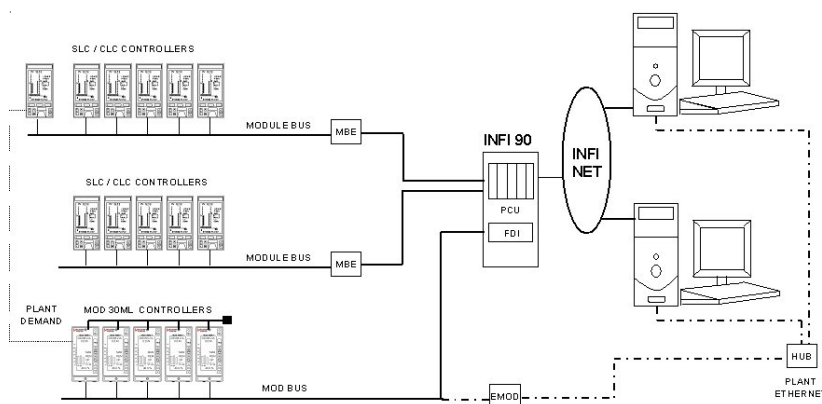 SLC / CLC CONTROLLERS
MODULE BUS
MBE
INFI 90
PCU
FDI
INFI
NET
SLC / CLC CONTROLLERS
MODULE BUS
MBE
PLANT
DEMAND
MOD 30ML CONTROLLERS
MOD BUS
EMOD
HUB
PLANT
ETHERNET